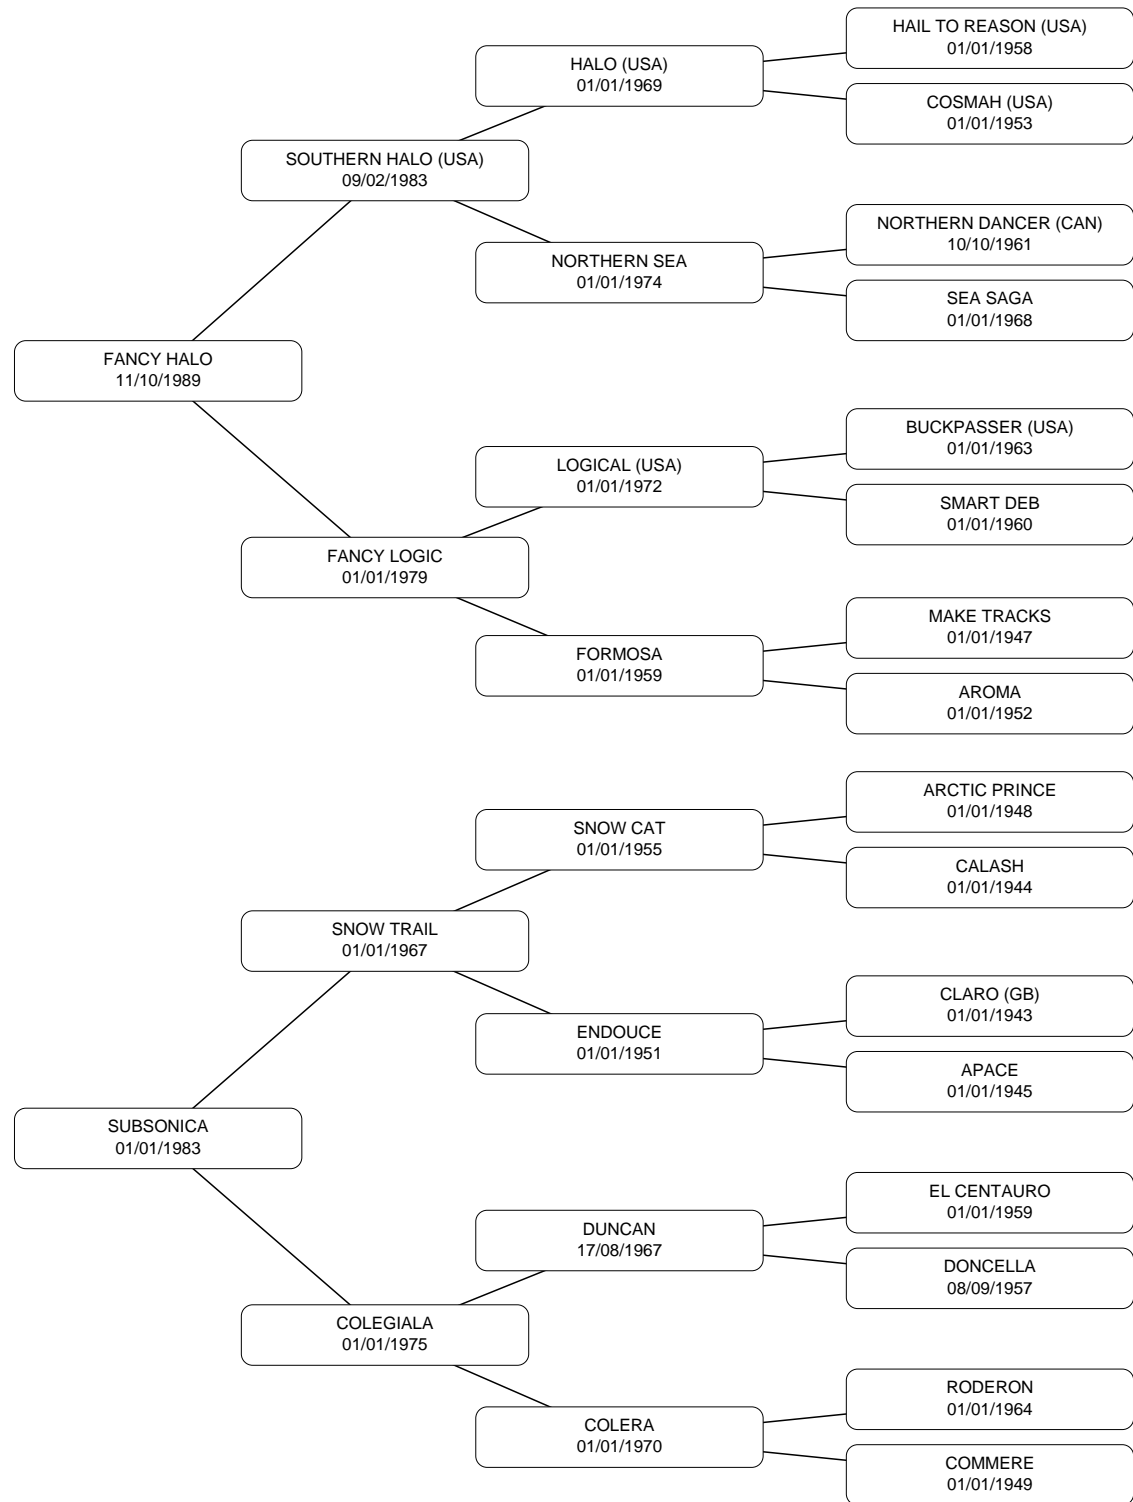 HAIL TO REASON (USA)
01/01/1958
HALO (USA)
01/01/1969
COSMAH (USA)
01/01/1953
SOUTHERN HALO (USA)
09/02/1983
NORTHERN DANCER (CAN)
10/10/1961
NORTHERN SEA
01/01/1974
SEA SAGA
01/01/1968
FANCY HALO
11/10/1989
BUCKPASSER (USA)
01/01/1963
LOGICAL (USA)
01/01/1972
SMART DEB
01/01/1960
FANCY LOGIC
01/01/1979
MAKE TRACKS
01/01/1947
FORMOSA
01/01/1959
AROMA
01/01/1952
ARCTIC PRINCE
01/01/1948
SNOW CAT
01/01/1955
CALASH
01/01/1944
SNOW TRAIL
01/01/1967
CLARO (GB)
01/01/1943
ENDOUCE
01/01/1951
APACE
01/01/1945
SUBSONICA
01/01/1983
EL CENTAURO
01/01/1959
DUNCAN
17/08/1967
DONCELLA
08/09/1957
COLEGIALA
01/01/1975
RODERON
01/01/1964
COLERA
01/01/1970
COMMERE
01/01/1949